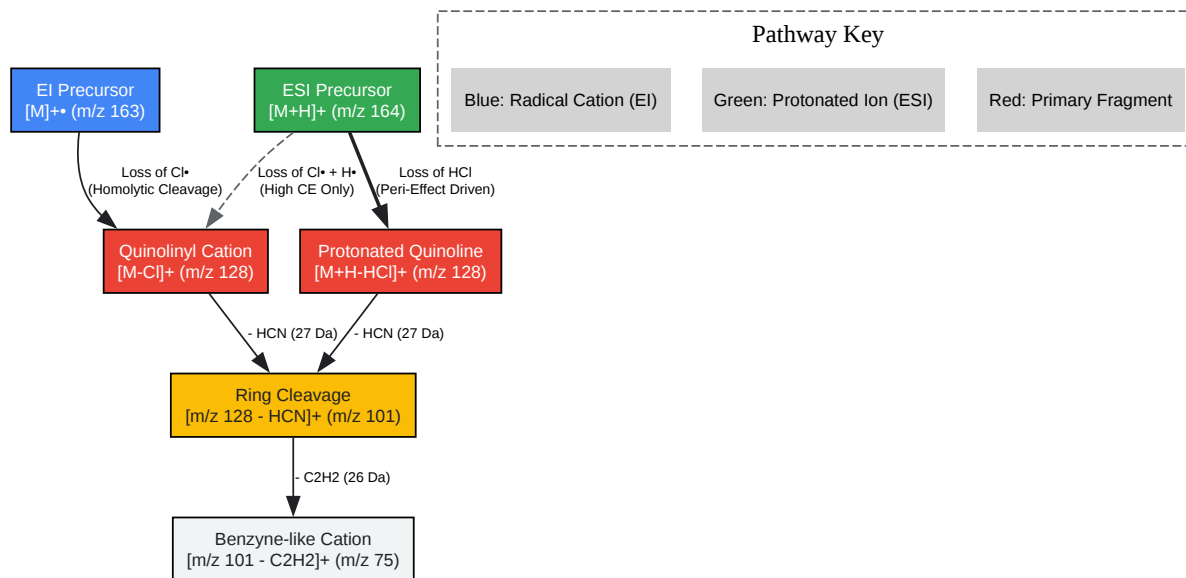 Pathway Key
Blue: Radical Cation (EI)
Green: Protonated Ion (ESI)
Red: Primary Fragment
EI Precursor
[M]+• (m/z 163)
ESI Precursor
[M+H]+ (m/z 164)
Loss of Cl•
(Homolytic Cleavage)
Loss of Cl• + H•
(High CE Only)
Loss of HCl
(Peri-Effect Driven)
Quinolinyl Cation
[M-Cl]+ (m/z 128)
Protonated Quinoline
[M+H-HCl]+ (m/z 128)
- HCN (27 Da)
- HCN (27 Da)
Ring Cleavage
[m/z 128 - HCN]+ (m/z 101)
- C2H2 (26 Da)
Benzyne-like Cation
[m/z 101 - C2H2]+ (m/z 75)